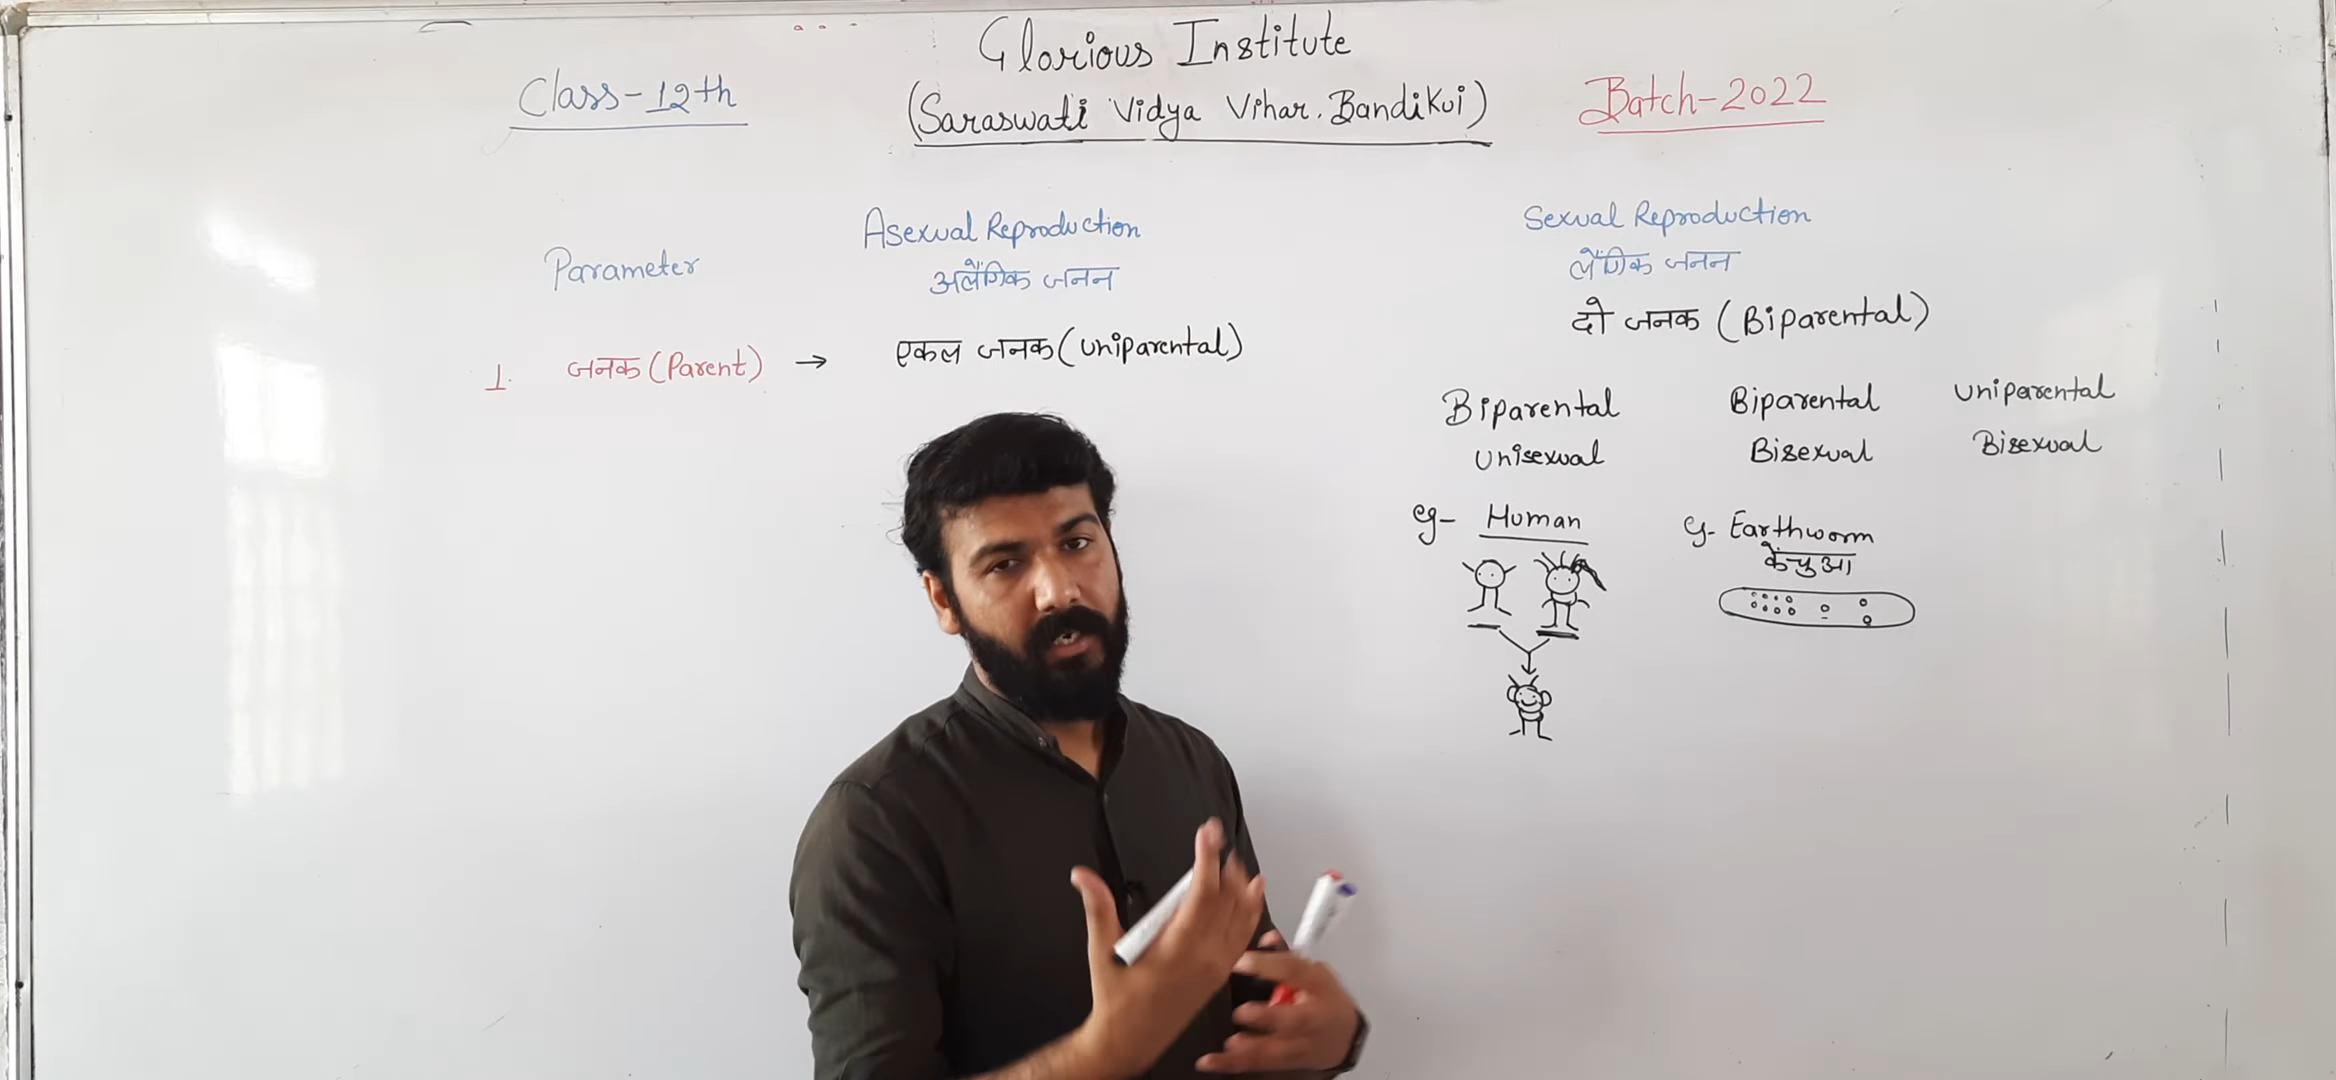 Glorious Institute
Class-12th
(Saraswati Vidya Vihar, Bandikui)
Batch-2022
Parameter
Asexual Reproduction
अलैंगिक जनन
Sexual Reproduction
लैंगिक जनन
1. जनक (Parent) → एकल जनक (Uniparental)
दो जनक (Biparental)
Biparental
Unisexual
Biparental
Bisexual
Uniparental
Bisexual
eg- Human
eg- Earthworm
केंचुआ